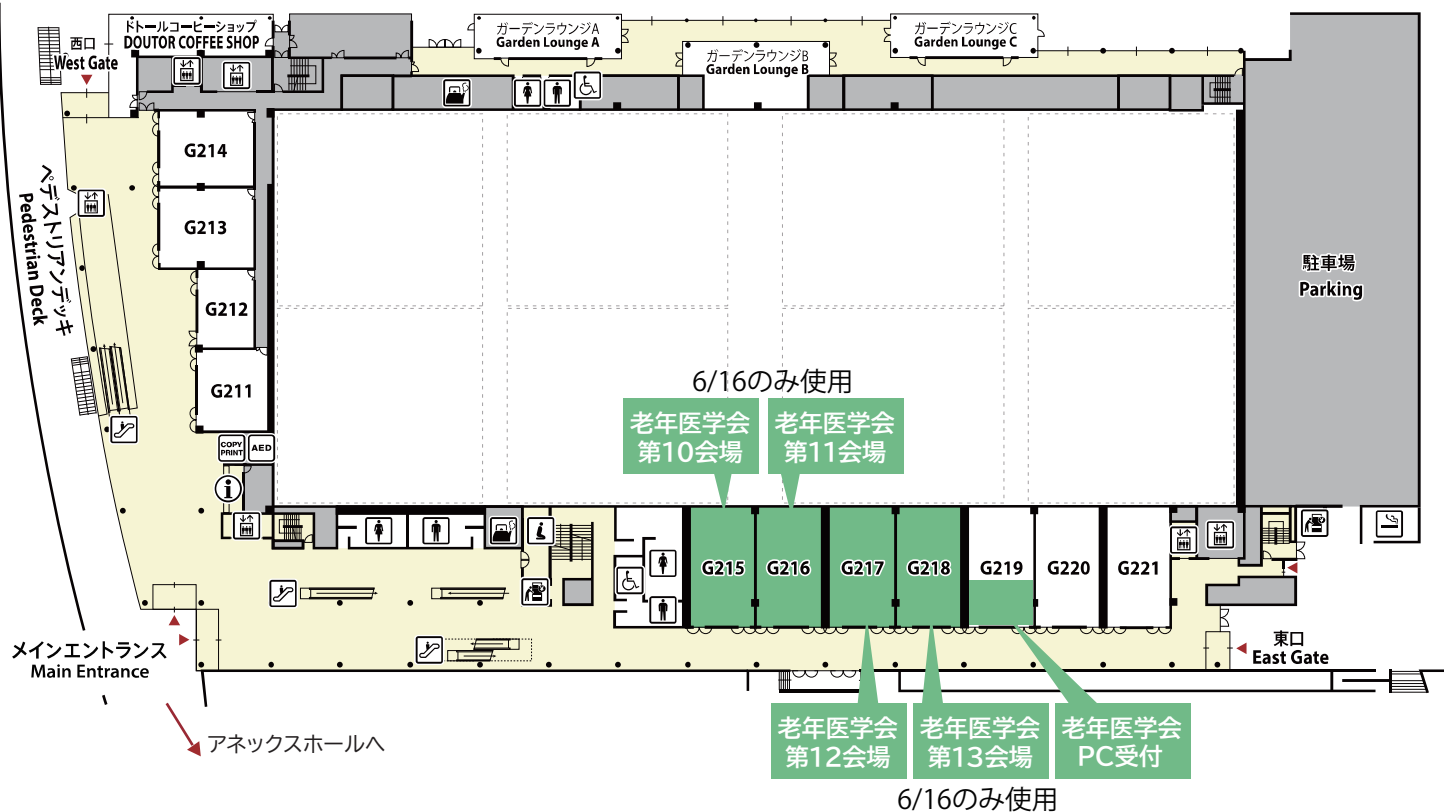 ドトールコーヒーショップ
DOUTOR COFFEE SHOP
西口
West Gate
ガーデンラウンジA
Garden Lounge A
ガーデンラウンジB
Garden Lounge B
ガーデンラウンジC
Garden Lounge C
G214
G213
G212
G211
ペデストリアンデッキ
Pedestrian Deck
駐車場
Parking
COPY
PRINT
AED
i
6/16のみ使用
老年医学会
第10会場
老年医学会
第11会場
G215
G216
G217
G218
G219
G220
G221
メインエントランス
Main Entrance
東口
East Gate
アネックスホールへ
老年医学会
第12会場
老年医学会
第13会場
老年医学会
PC受付
6/16のみ使用